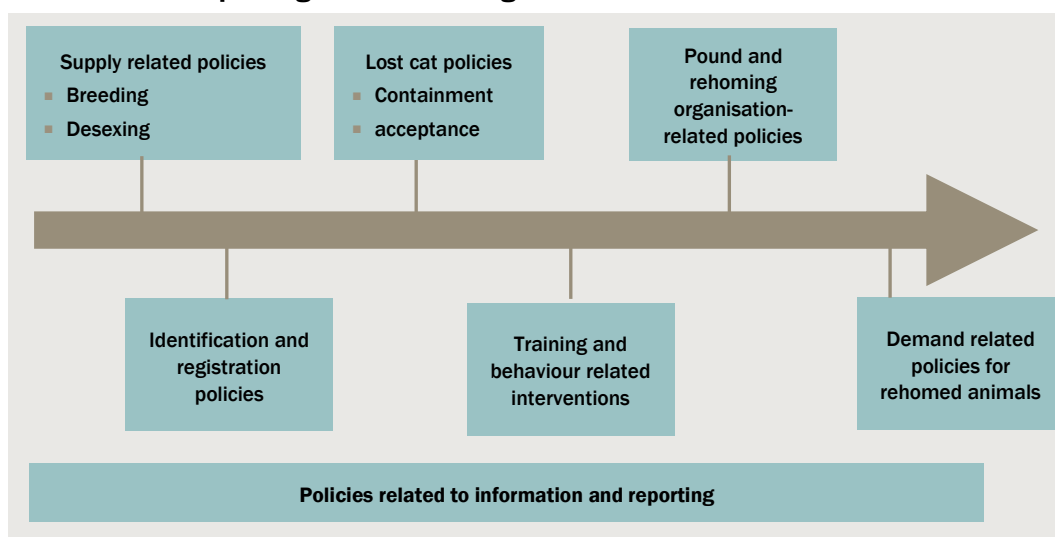 Supply related policies
Breeding
Desexing
Lost cat policies
Containment
acceptance
Pound and
rehoming
organisation-
related policies
Identification and
registration
policies
Training and
behaviour related
interventions
Demand related
policies for
rehomed animals
Policies related to information and reporting